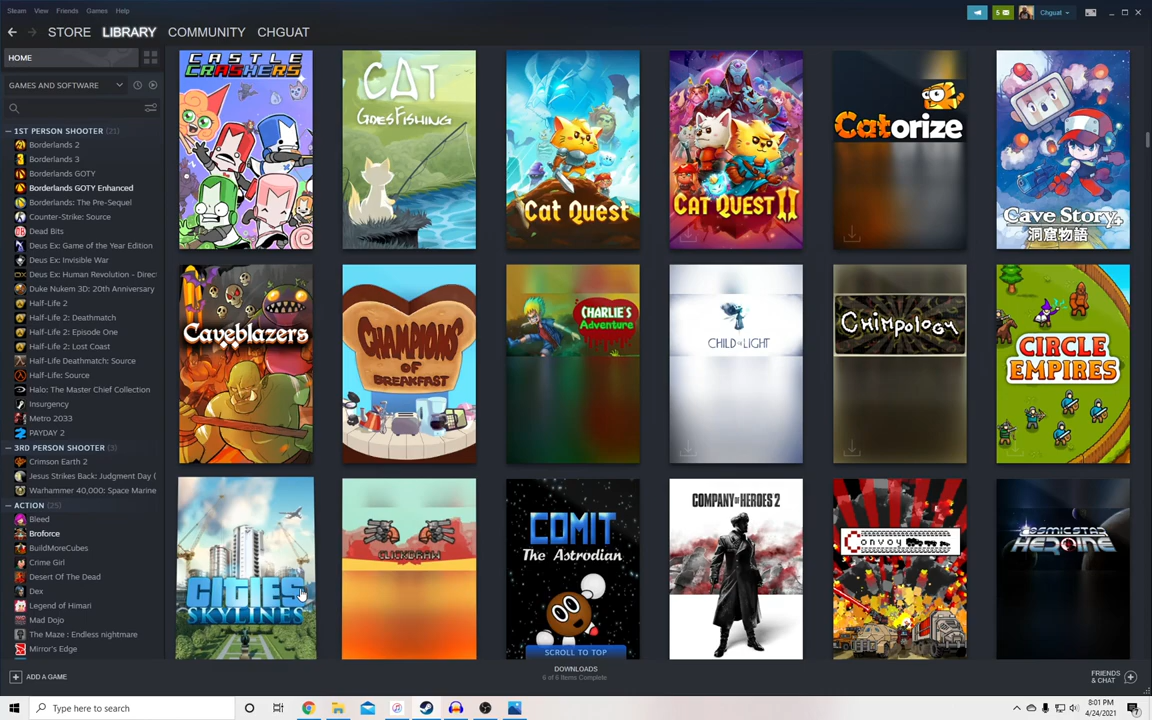 Steam View Friends Games Help
5
Chguat
STORE LIBRARY COMMUNITY CHGUAT
HOME
GAMES AND SOFTWARE
1ST PERSON SHOOTER (21)
Borderlands 2
Borderlands 3
Borderlands GOTY
Borderlands GOTY Enhanced
Borderlands: The Pre-Sequel
Counter-Strike: Source
Dead Bits
Deus Ex: Game of the Year Edition
Deus Ex: Invisible War
Deus Ex: Human Revolution - Direct
Duke Nukem 3D: 20th Anniversary
Half-Life 2
Half-Life 2: Deathmatch
Half-Life 2: Episode One
Half-Life 2: Lost Coast
Half-Life Deathmatch: Source
Half-Life: Source
Halo: The Master Chief Collection
Insurgency
Metro 2033
PAYDAY 2
3RD PERSON SHOOTER (3)
Crimson Earth 2
Jesus Strikes Back: Judgment Day (
Warhammer 40,000: Space Marine
ACTION (25)
Bleed
Broforce
BuildMoreCubes
Crime Girl
Desert Of The Dead
Dex
Legend of Himari
Mad Dojo
The Maze : Endless nightmare
Mirror's Edge
CASTLE
CRASHERS
CAT
GOES FISHING
Cat Quest
CAT QUEST II
Catorize
Cave Story+
洞窟物語
Caveblazers
CHAMPIONS
OF
BREAKFAST
CHARLIE'S
Adventure
CHILD OF LIGHT
CHIMPOLOGY
CIRCLE
EMPIRES
CITIES
SKYLINES
CLICKDRAW
COMIT
The Astrodian
COMPANY OF HEROES 2
Convoy
COSMIC STAR
HEROINE
SCROLL TO TOP
ADD A GAME
DOWNLOADS
6 of 6 Items Complete
FRIENDS
& CHAT
Type here to search
8:01 PM
4/24/2021